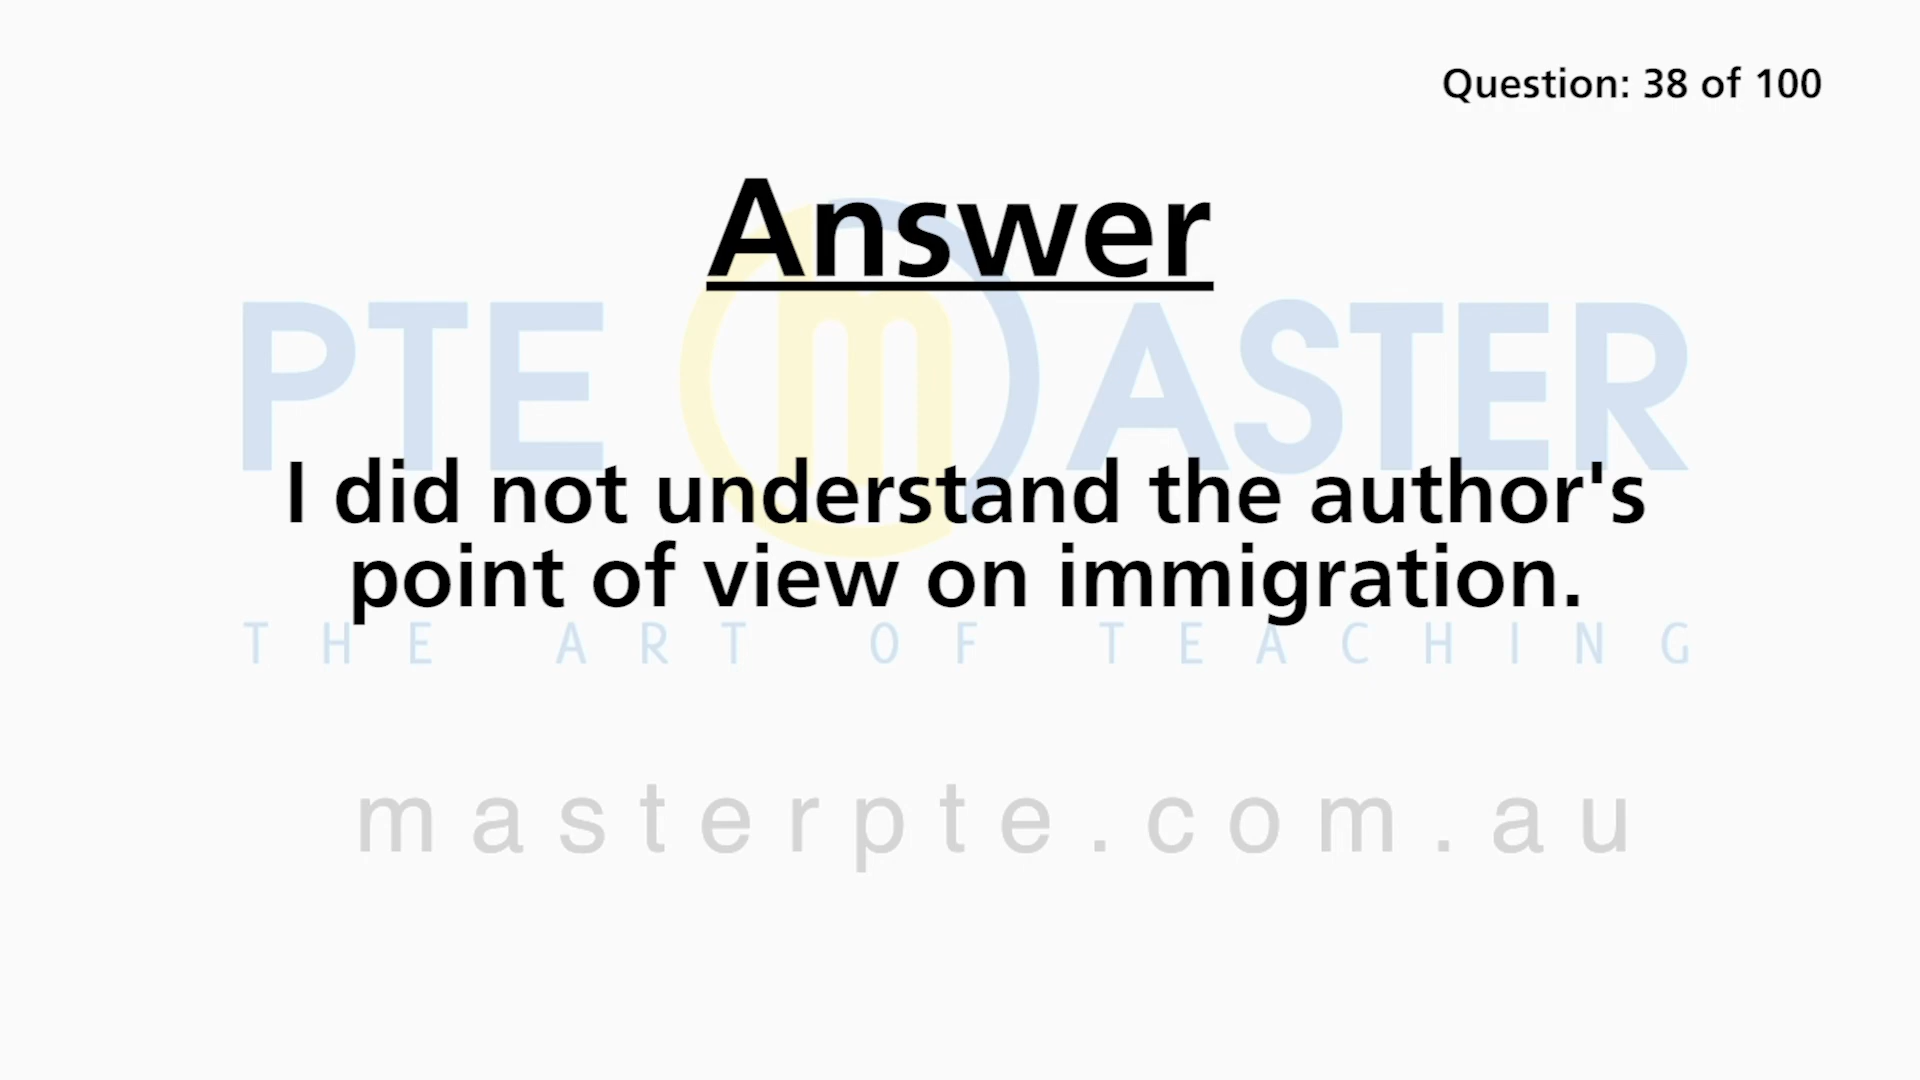 Question: 38 of 100
Answer
PTE m ASTER
I did not understand the author's
point of view on immigration.
THE ART OF TEACHING
masterpte.com.au